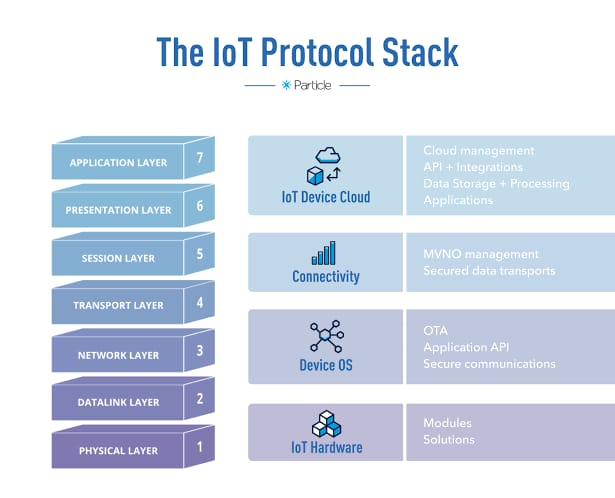 The IoT Protocol Stack
Particle
APPLICATION LAYER 7
PRESENTATION LAYER 6
SESSION LAYER 5
TRANSPORT LAYER 4
NETWORK LAYER 3
DATALINK LAYER 2
PHYSICAL LAYER 1
IoT Device Cloud
Cloud management
API + Integrations
Data Storage + Processing
Applications
Connectivity
MVNO management
Secured data transports
Device OS
OTA
Application API
Secure communications
IoT Hardware
Modules
Solutions